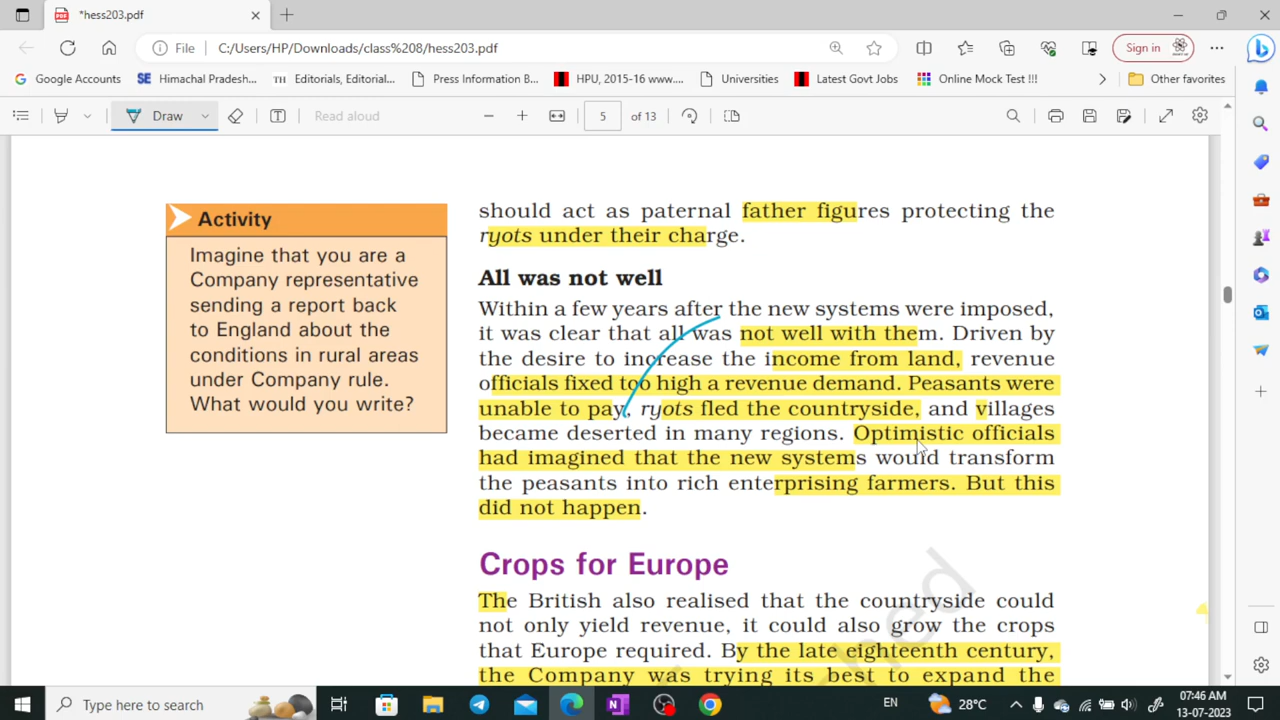 *hess203.pdf
File
C:/Users/HP/Downloads/class%208/hess203.pdf
Sign in
Google Accounts
SE Himachal Pradesh...
TH Editorials, Editorial...
Press Information B...
HPU, 2015-16 www....
Universities
Latest Govt Jobs
Online Mock Test !!!
Other favorites
Draw
Read aloud
5 of 13
Activity
Imagine that you are a
Company representative
sending a report back
to England about the
conditions in rural areas
under Company rule.
What would you write?
should act as paternal father figures protecting the
ryots under their charge.
All was not well
Within a few years after the new systems were imposed,
it was clear that all was not well with them. Driven by
the desire to increase the income from land, revenue
officials fixed too high a revenue demand. Peasants were
unable to pay, ryots fled the countryside, and villages
became deserted in many regions. Optimistic officials
had imagined that the new systems would transform
the peasants into rich enterprising farmers. But this
did not happen.
Crops for Europe
The British also realised that the countryside could
not only yield revenue, it could also grow the crops
that Europe required. By the late eighteenth century,
the Company was trying its best to expand the
Type here to search
28°C
EN
07:46 AM
13-07-2023